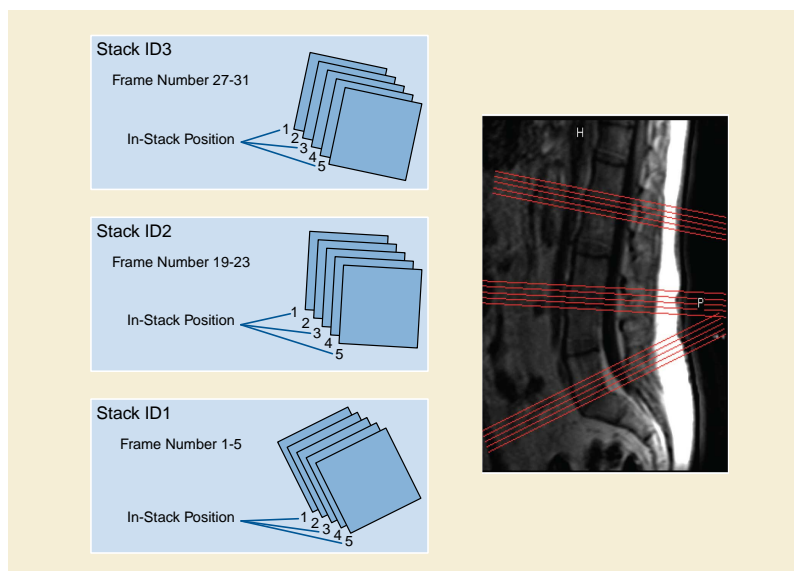 Stack ID3
Frame Number 27-31
In-Stack Position
1
2
3
4
5
Stack ID2
Frame Number 19-23
In-Stack Position
1
2
3
4
5
Stack ID1
Frame Number 1-5
In-Stack Position
1
2
3
4
5
H
P